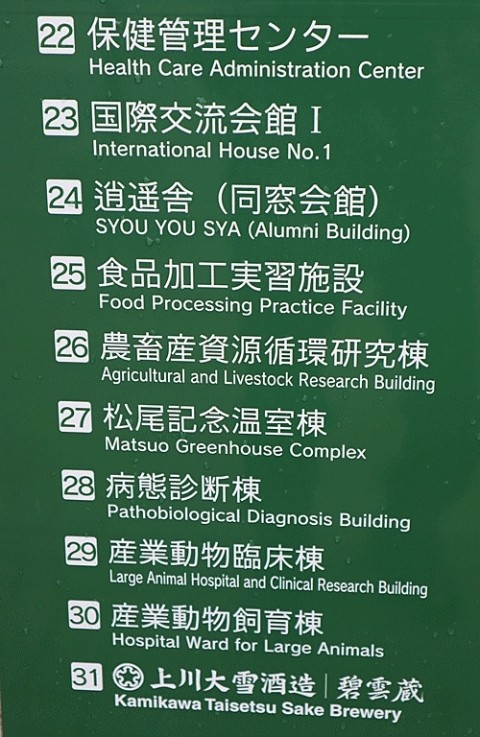 22 保健管理センター
Health Care Administration Center
23 国際交流会館 I
International House No.1
24 逍遥舎（同窓会館）
SYOU YOU SYA (Alumni Building)
25 食品加工実習施設
Food Processing Practice Facility
26 農畜産資源循環研究棟
Agricultural and Livestock Research Building
27 松尾記念温室棟
Matsuo Greenhouse Complex
28 病態診断棟
Pathobiological Diagnosis Building
29 産業動物臨床棟
Large Animal Hospital and Clinical Research Building
30 産業動物飼育棟
Hospital Ward for Large Animals
31 上川大雪酒造|碧雲蔵
Kamikawa Taisetsu Sake Brewery